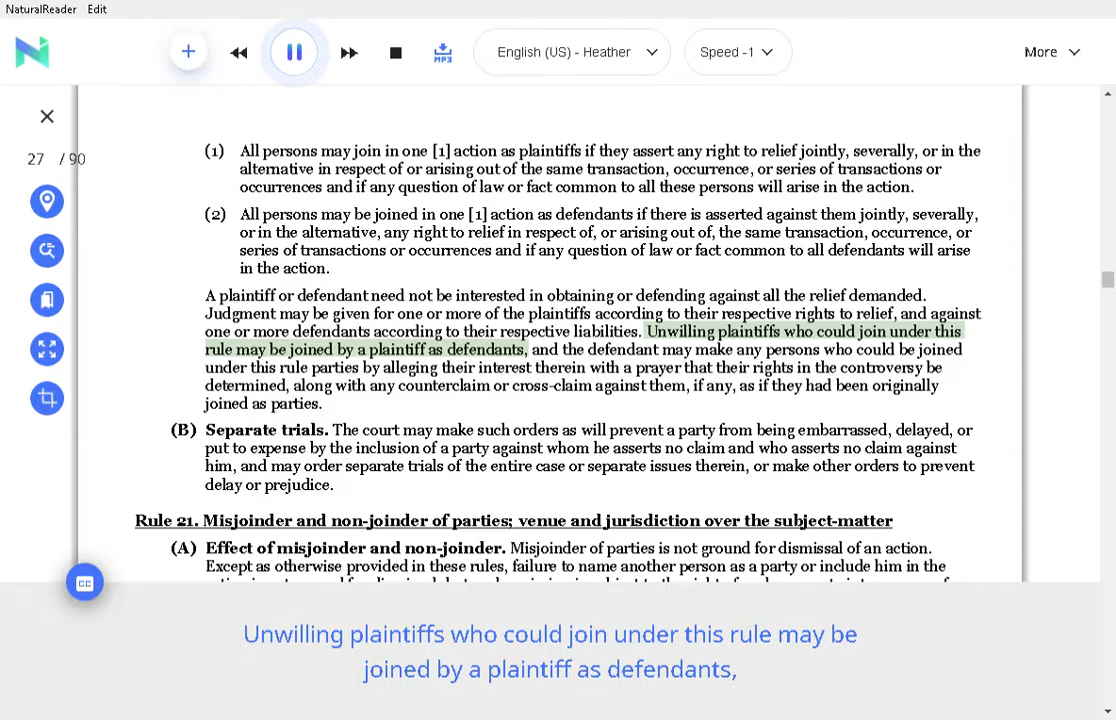 NaturalReader Edit
MP3
English (US) - Heather
Speed -1
More
27 / 90
(1) All persons may join in one [1] action as plaintiffs if they assert any right to relief jointly, severally, or in the
alternative in respect of or arising out of the same transaction, occurrence, or series of transactions or
occurrences and if any question of law or fact common to all these persons will arise in the action.
(2) All persons may be joined in one [1] action as defendants if there is asserted against them jointly, severally,
or in the alternative, any right to relief in respect of, or arising out of, the same transaction, occurrence, or
series of transactions or occurrences and if any question of law or fact common to all defendants will arise
in the action.
A plaintiff or defendant need not be interested in obtaining or defending against all the relief demanded.
Judgment may be given for one or more of the plaintiffs according to their respective rights to relief, and against
one or more defendants according to their respective liabilities. Unwilling plaintiffs who could join under this
rule may be joined by a plaintiff as defendants, and the defendant may make any persons who could be joined
under this rule parties by alleging their interest therein with a prayer that their rights in the controversy be
determined, along with any counterclaim or cross-claim against them, if any, as if they had been originally
joined as parties.
(B) Separate trials. The court may make such orders as will prevent a party from being embarrassed, delayed, or
put to expense by the inclusion of a party against whom he asserts no claim and who asserts no claim against
him, and may order separate trials of the entire case or separate issues therein, or make other orders to prevent
delay or prejudice.
Rule 21. Misjoinder and non-joinder of parties; venue and jurisdiction over the subject-matter
(A) Effect of misjoinder and non-joinder. Misjoinder of parties is not ground for dismissal of an action.
Except as otherwise provided in these rules, failure to name another person as a party or include him in the
CC
Unwilling plaintiffs who could join under this rule may be
joined by a plaintiff as defendants,